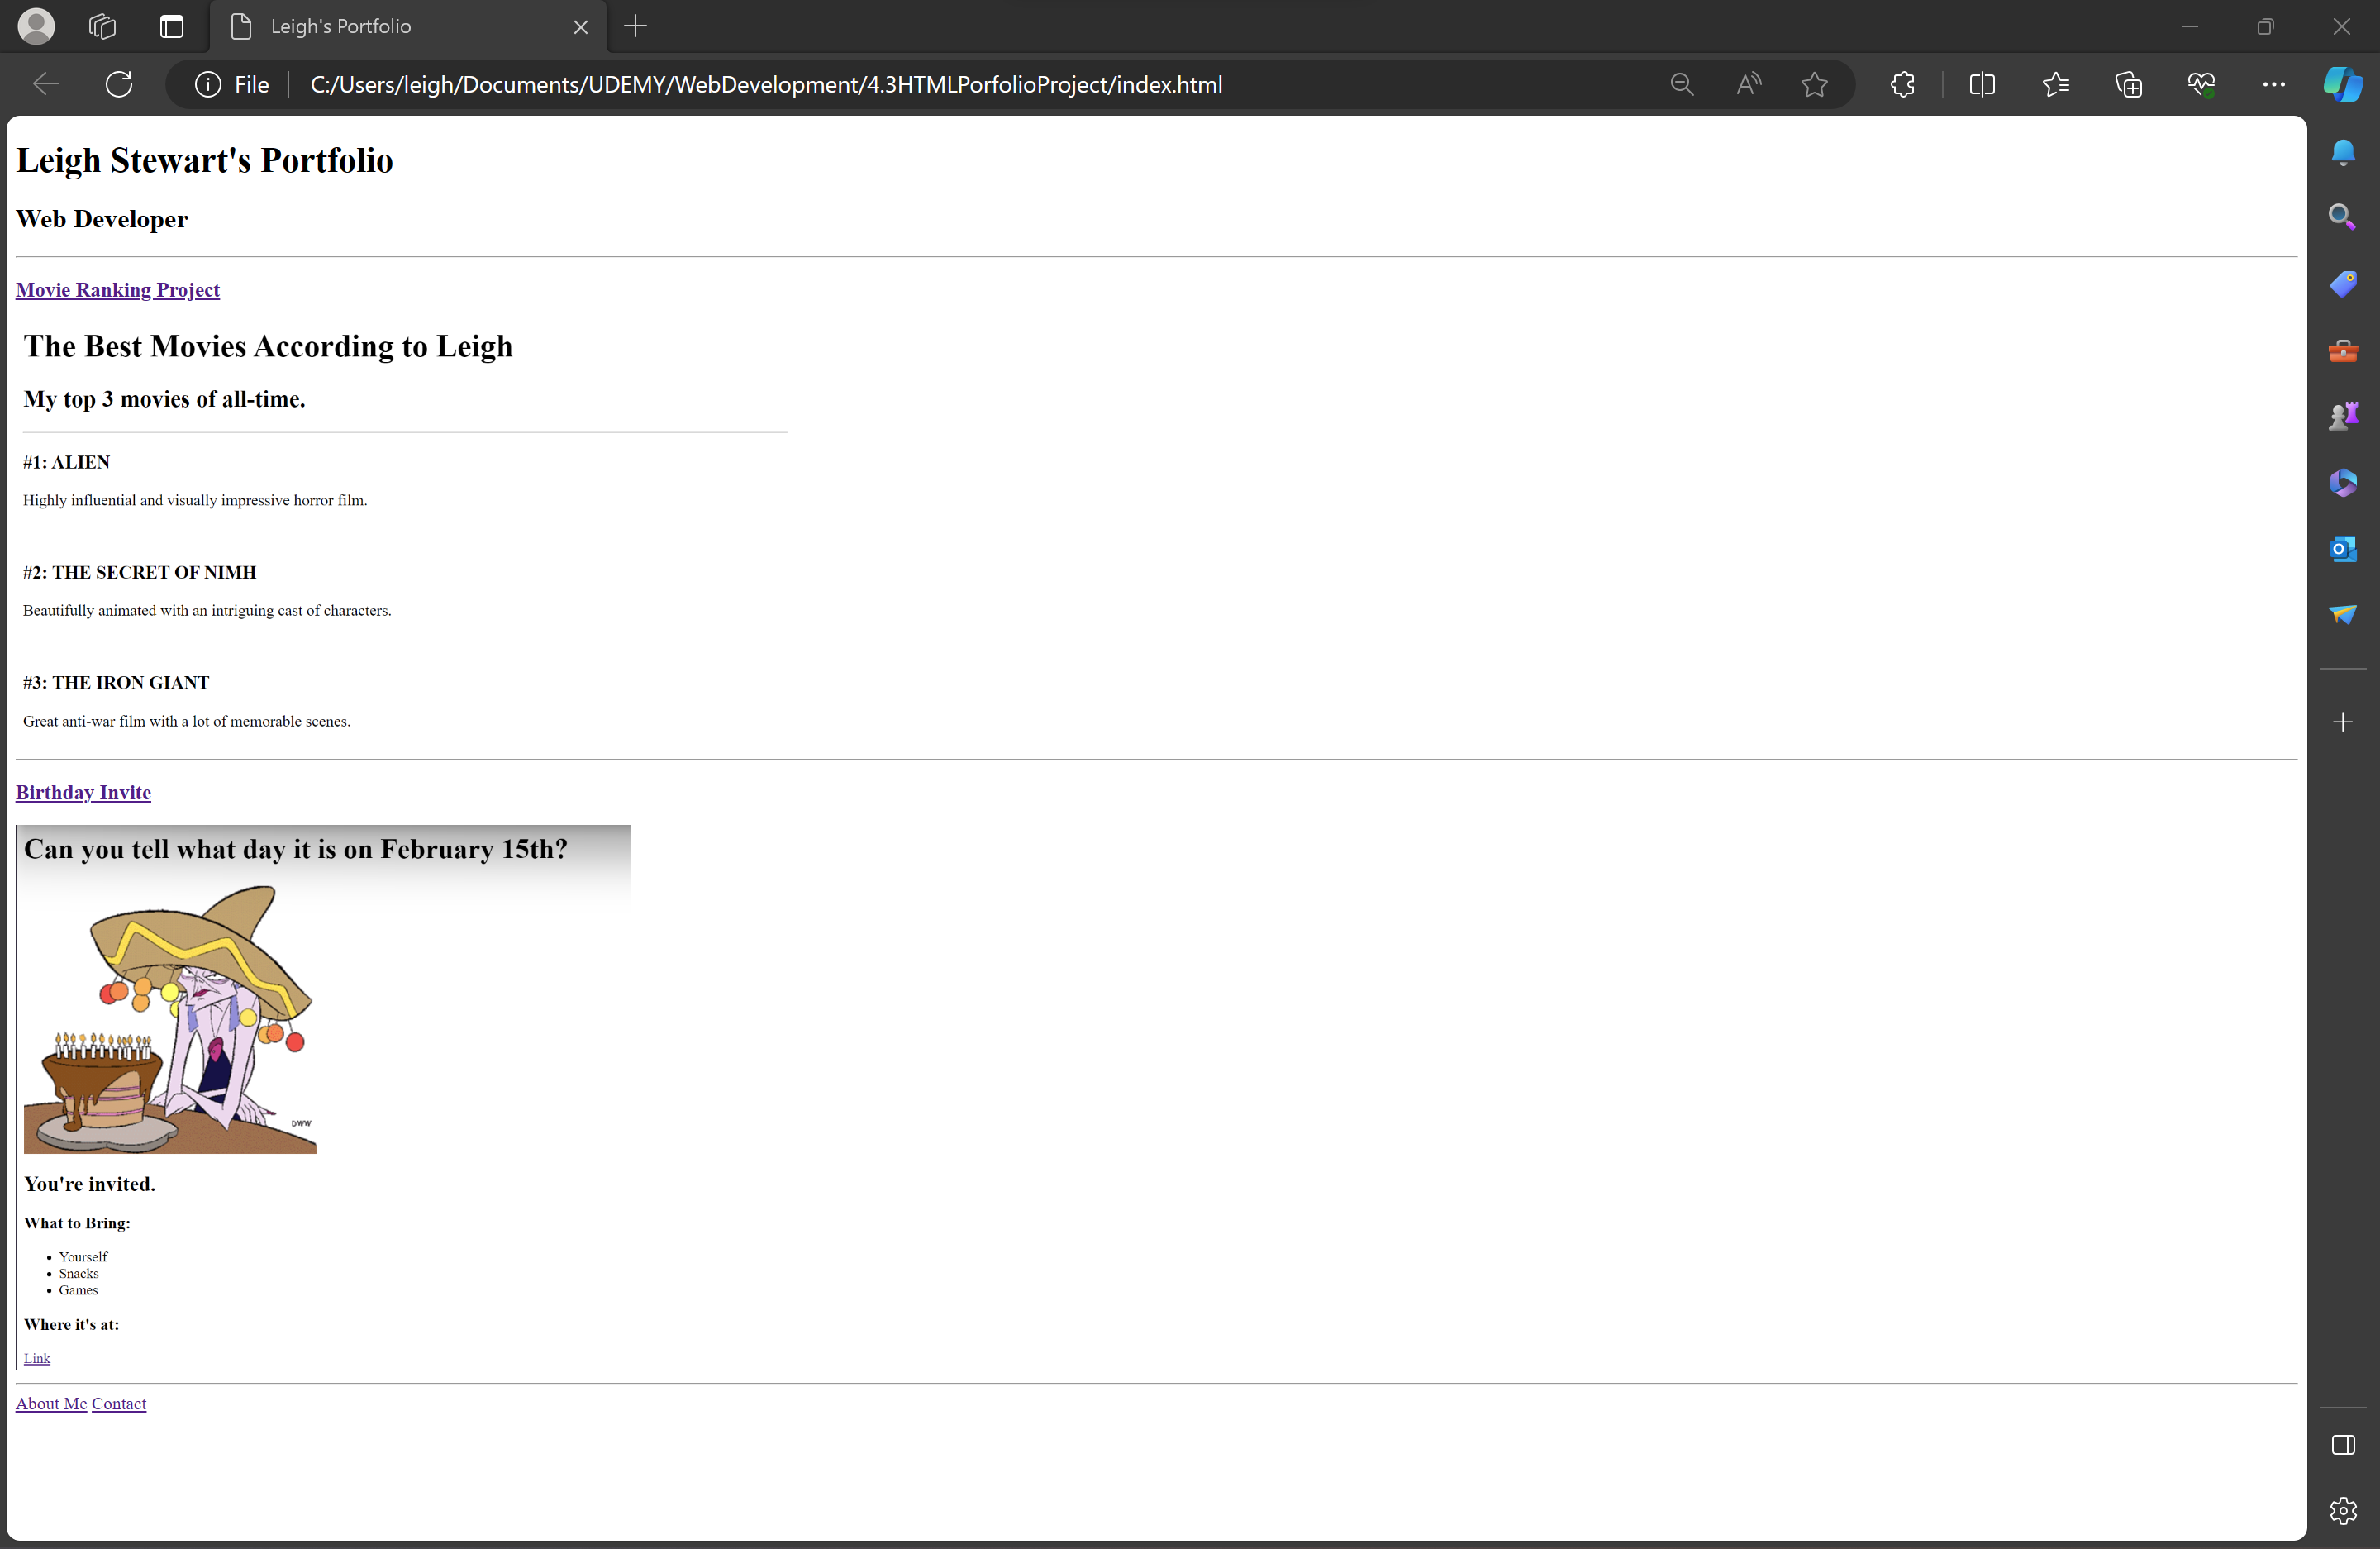 Leigh's Portfolio
File
C:/Users/leigh/Documents/UDEMY/WebDevelopment/4.3HTMLPorfolioProject/index.html
Leigh Stewart's Portfolio
Web Developer
Movie Ranking Project
The Best Movies According to Leigh
My top 3 movies of all-time.
#1: ALIEN
Highly influential and visually impressive horror film.
#2: THE SECRET OF NIMH
Beautifully animated with an intriguing cast of characters.
#3: THE IRON GIANT
Great anti-war film with a lot of memorable scenes.
Birthday Invite
Can you tell what day it is on February 15th?
DWW
You're invited.
What to Bring:
Yourself
Snacks
Games
Where it's at:
Link
About Me Contact